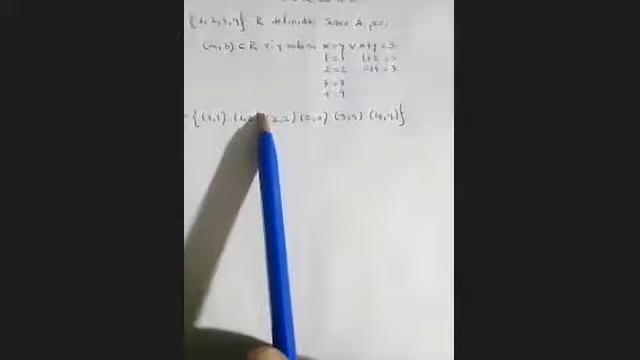 {1,2,3,4} R definida sobre A por:
(a,b) ∈ R si y solo si x=y ∨ x+y=3
1=1 1+2=3
2=2 2+1=3
3=3
4=4
={(1,1) (1, (2,2) (2,1) (3,3) (4,4)}